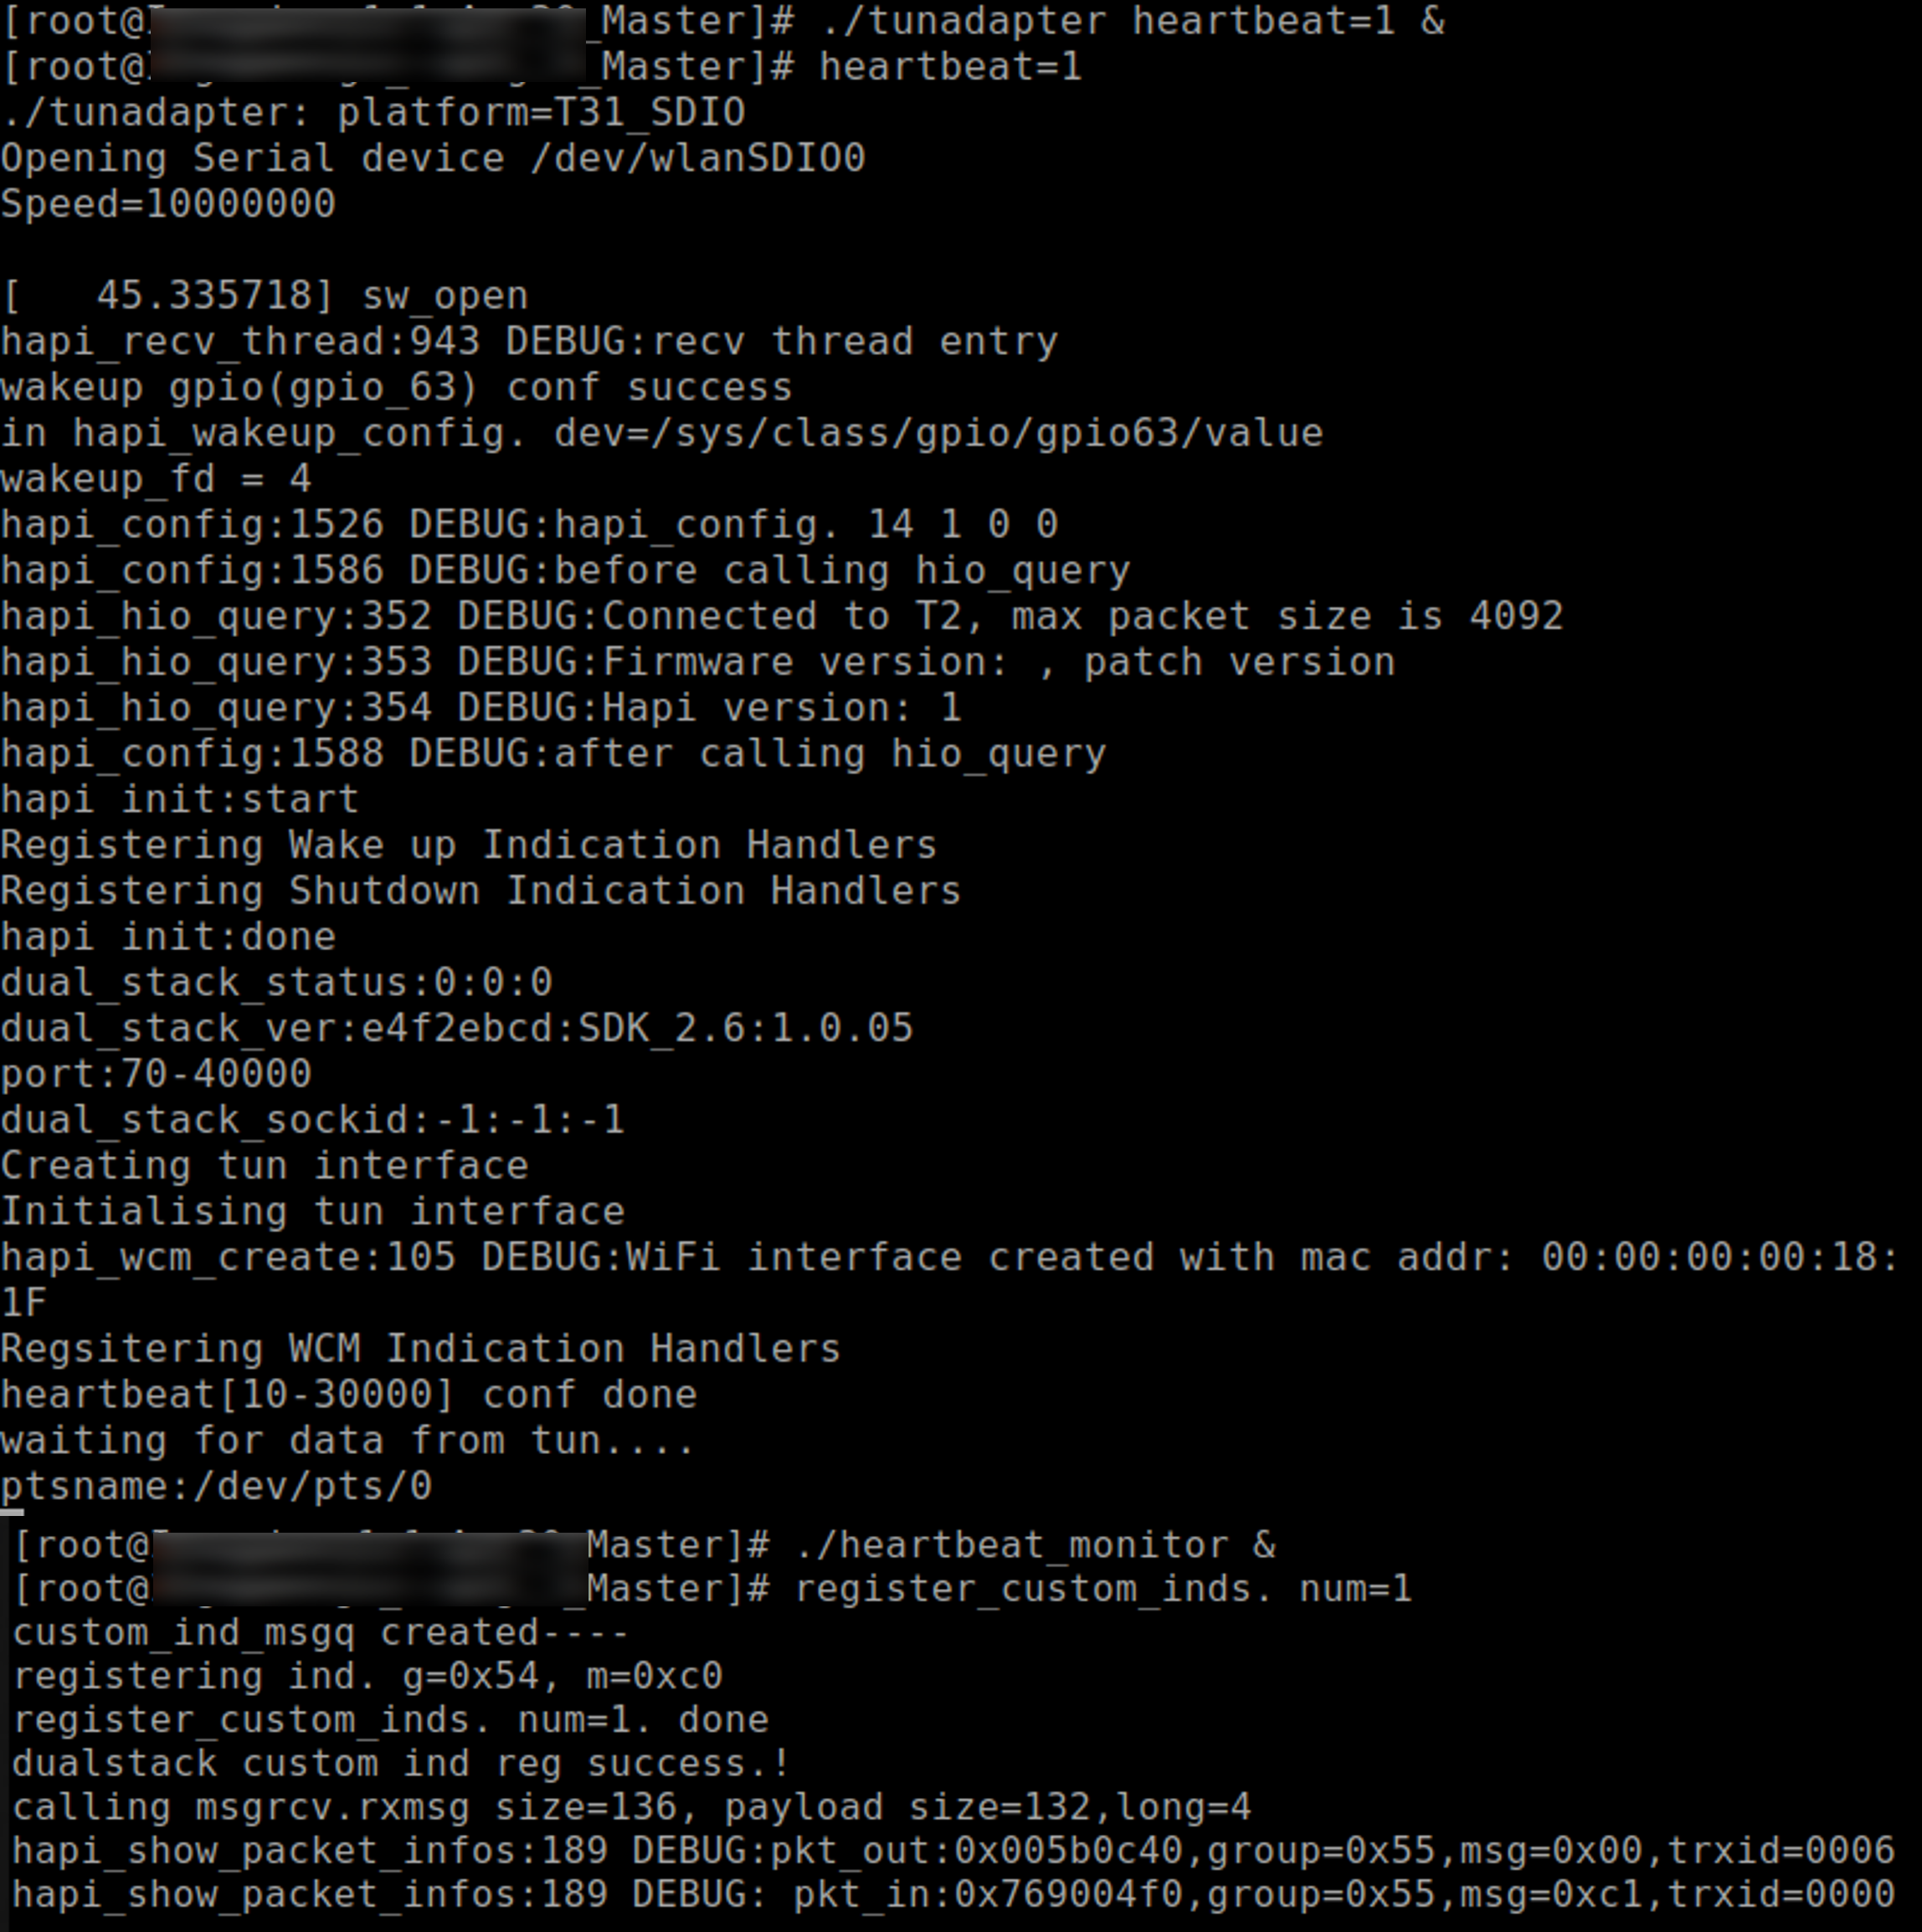 [root@ _Master]# ./tunadapter heartbeat=1 &
[root@ _Master]# heartbeat=1
./tunadapter: platform=T31_SDIO
Opening Serial device /dev/wlanSDIO0
Speed=10000000
[   45.335718] sw_open
hapi_recv_thread:943 DEBUG:recv thread entry
wakeup gpio(gpio_63) conf success
in hapi_wakeup_config. dev=/sys/class/gpio/gpio63/value
wakeup_fd = 4
hapi_config:1526 DEBUG:hapi_config. 14 1 0 0
hapi_config:1586 DEBUG:before calling hio_query
hapi_hio_query:352 DEBUG:Connected to T2, max packet size is 4092
hapi_hio_query:353 DEBUG:Firmware version: , patch version
hapi_hio_query:354 DEBUG:Hapi version: 1
hapi_config:1588 DEBUG:after calling hio_query
hapi init:start
Registering Wake up Indication Handlers
Registering Shutdown Indication Handlers
hapi init:done
dual_stack_status:0:0:0
dual_stack_ver:e4f2ebcd:SDK_2.6:1.0.05
port:70-40000
dual_stack_sockid:-1:-1:-1
Creating tun interface
Initialising tun interface
hapi_wcm_create:105 DEBUG:WiFi interface created with mac addr: 00:00:00:00:18:
1F
Regsitering WCM Indication Handlers
heartbeat[10-30000] conf done
waiting for data from tun....
ptsname:/dev/pts/0
[root@ Master]# ./heartbeat_monitor &
[root@ _Master]# register_custom_inds. num=1
custom_ind_msgq created----
registering ind. g=0x54, m=0xc0
register_custom_inds. num=1. done
dualstack custom ind reg success.!
calling msgrcv.rxmsg size=136, payload size=132,long=4
hapi_show_packet_infos:189 DEBUG:pkt_out:0x005b0c40,group=0x55,msg=0x00,trxid=0006
hapi_show_packet_infos:189 DEBUG: pkt_in:0x769004f0,group=0x55,msg=0xc1,trxid=0000